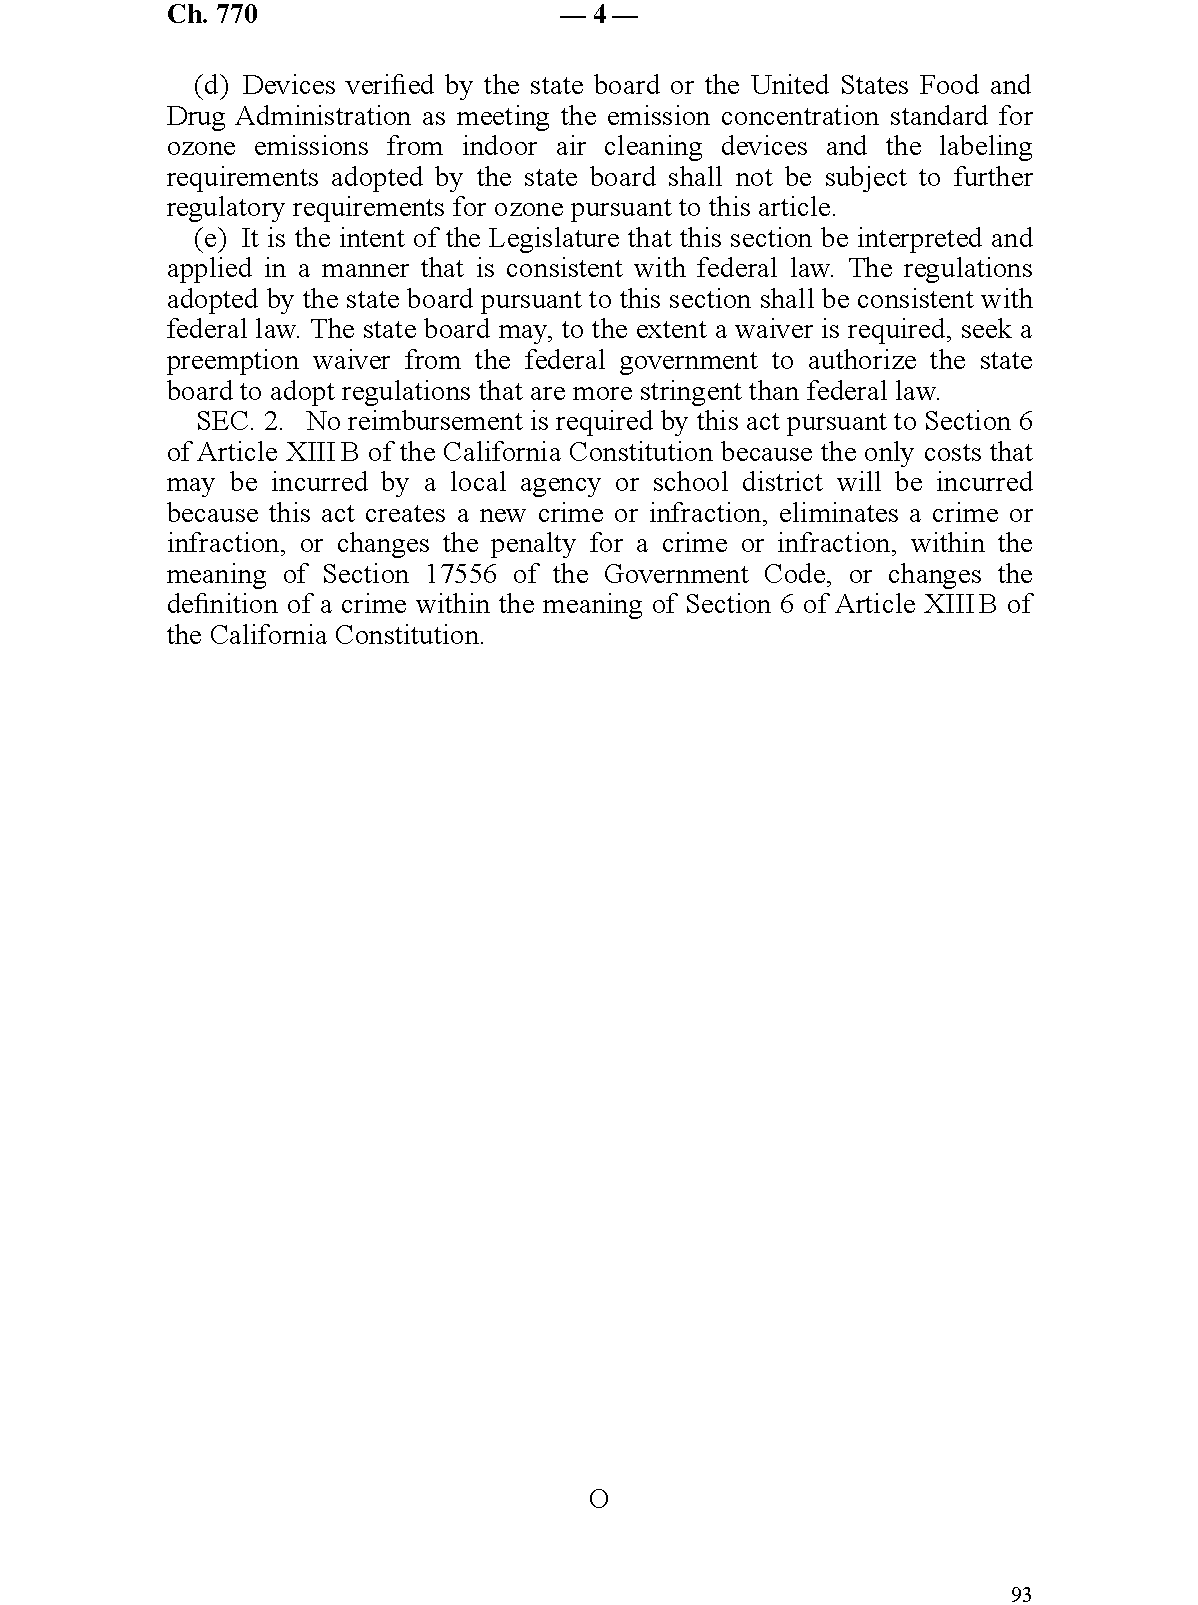 Ch. 770 — 4 —
(d) Devices verified by the state board or the United States Food and
Drug Administration as meeting the emission concentration standard for
ozone emissions from indoor air cleaning devices and the labeling
requirements adopted by the state board shall not be subject to further
regulatory requirements for ozone pursuant to this article.
(e) It is the intent of the Legislature that this section be interpreted and
applied in a manner that is consistent with federal law. The regulations
adopted by the state board pursuant to this section shall be consistent with
federal law. The state board may, to the extent a waiver is required, seek a
preemption waiver from the federal government to authorize the state
board to adopt regulations that are more stringent than federal law.
SEC. 2. No reimbursement is required by this act pursuant to Section 6
of Article XIII B of the California Constitution because the only costs that
may be incurred by a local agency or school district will be incurred
because this act creates a new crime or infraction, eliminates a crime or
infraction, or changes the penalty for a crime or infraction, within the
meaning of Section 17556 of the Government Code, or changes the
definition of a crime within the meaning of Section 6 of Article XIII B of
the California Constitution.
O
93